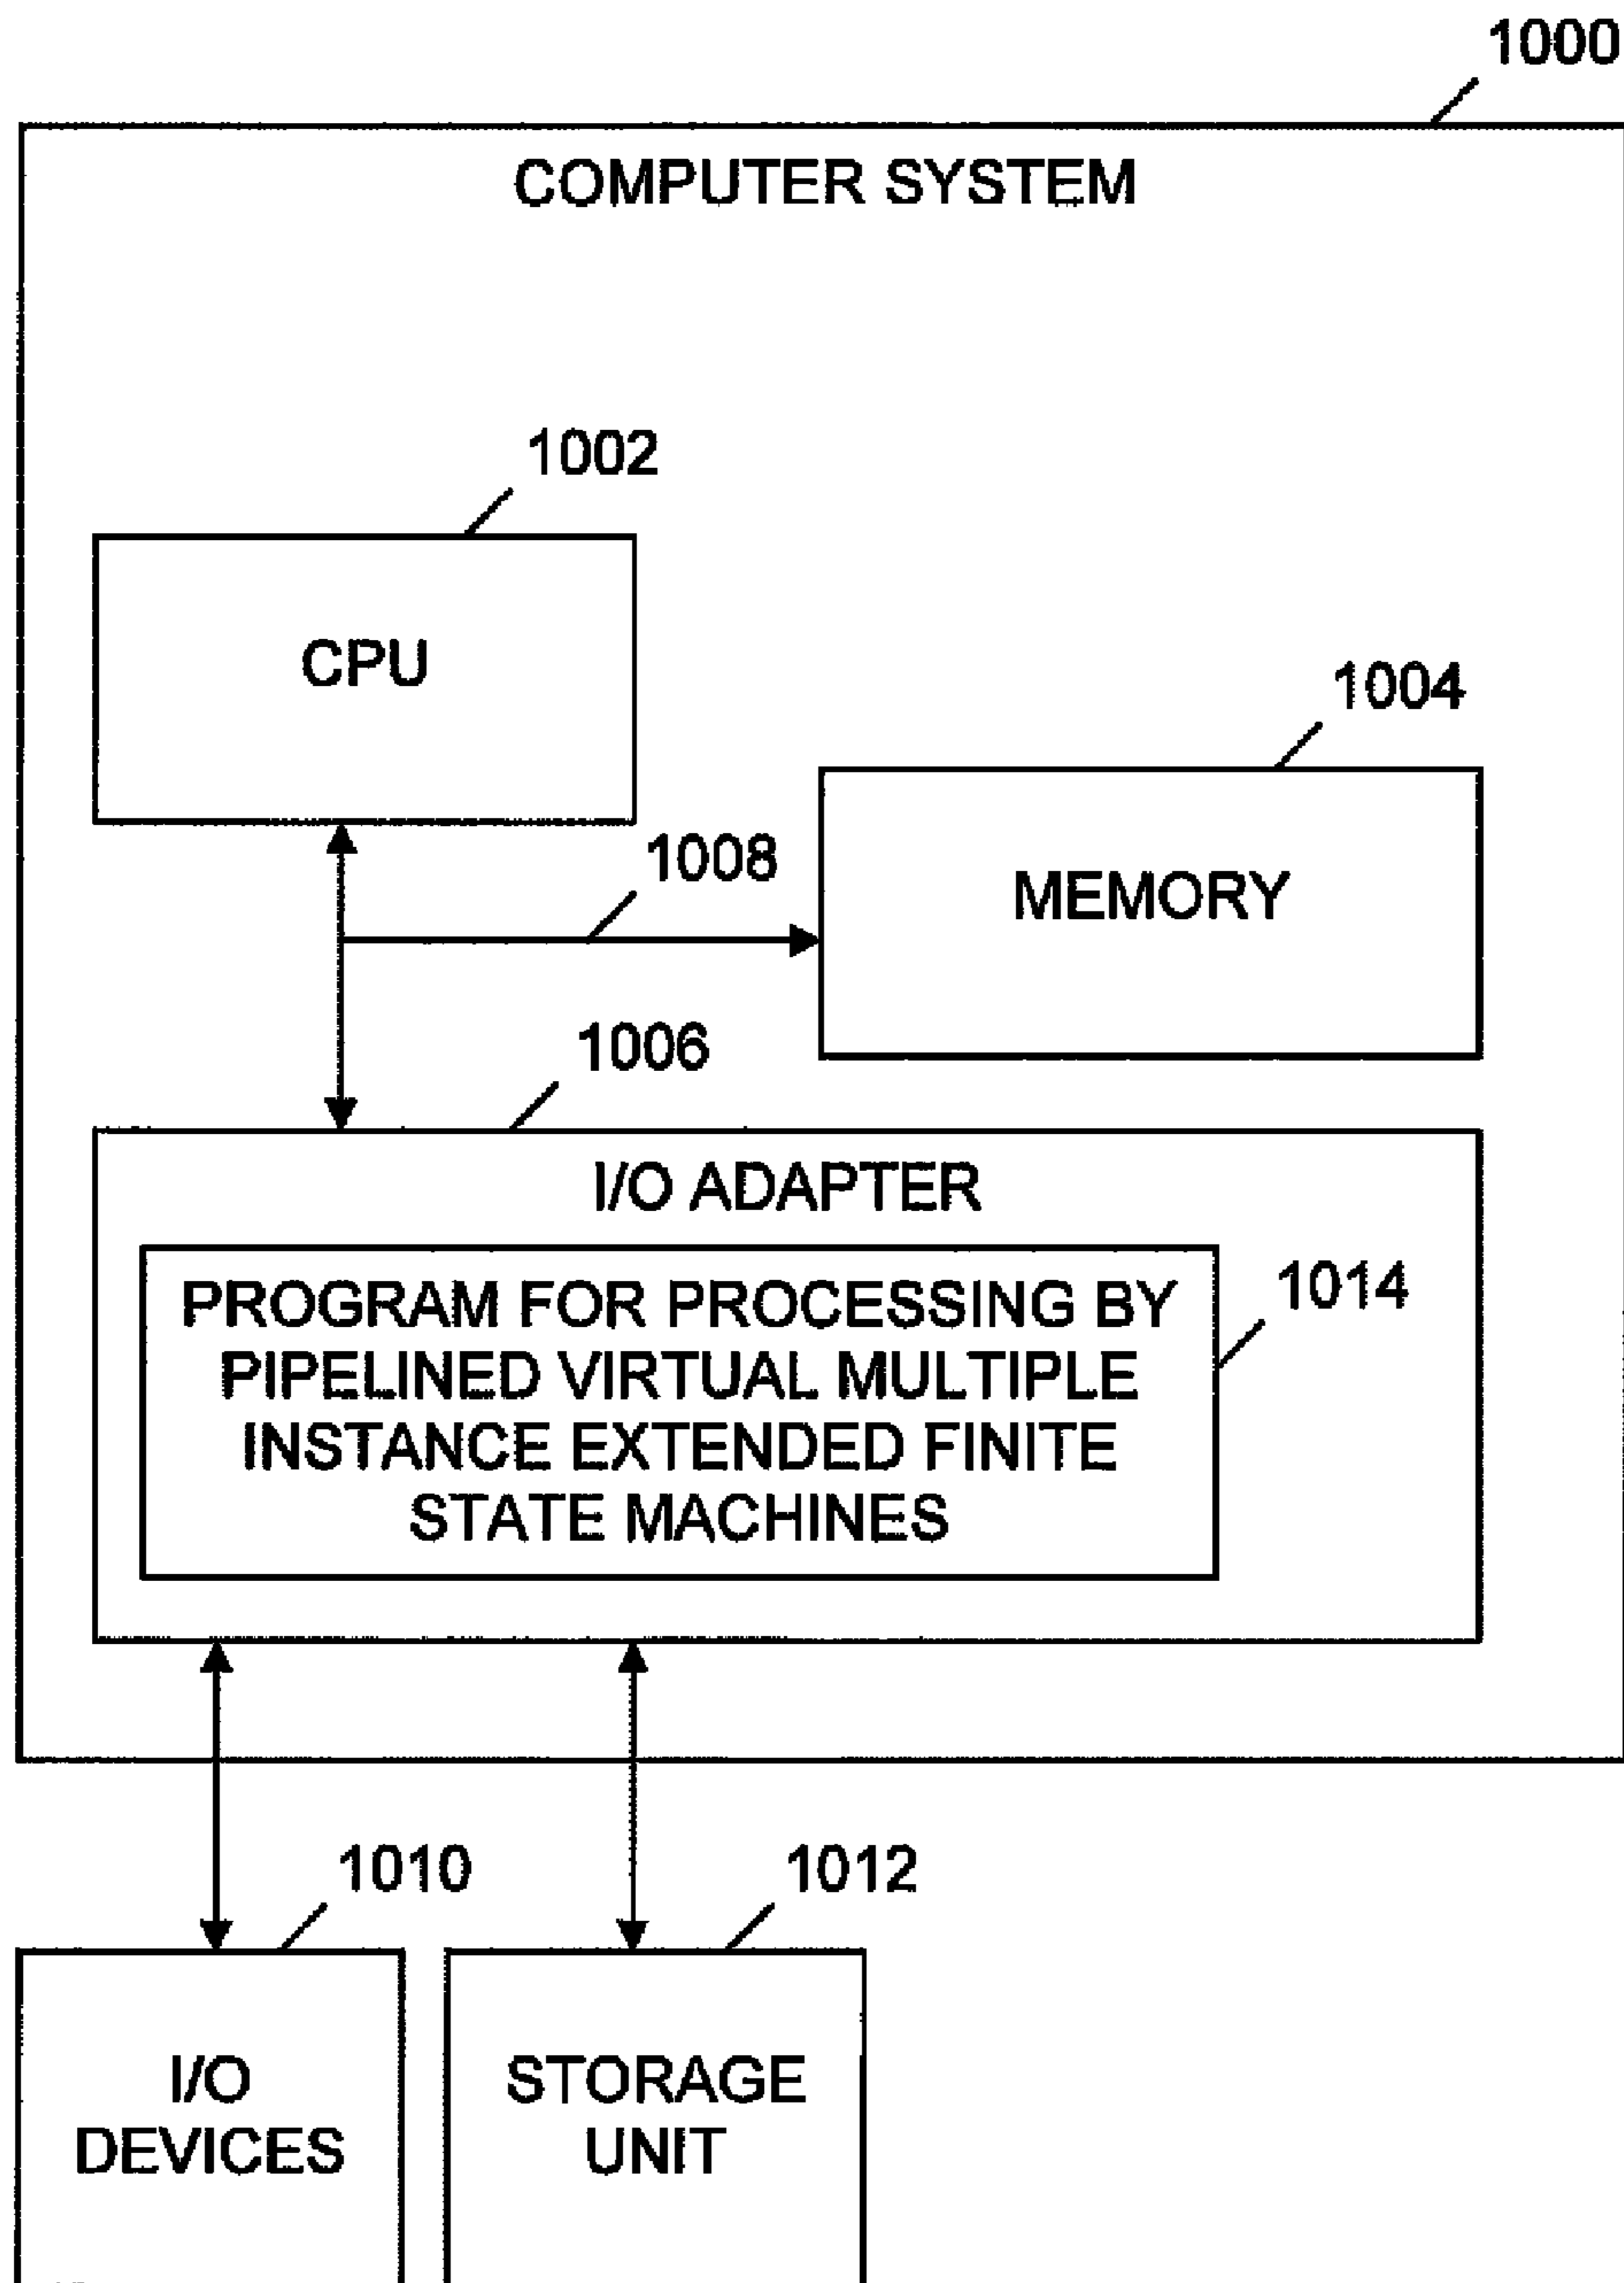 1000
COMPUTER SYSTEM
1002
CPU
1004
MEMORY
1008
1006
I/O ADAPTER
PROGRAM FOR PROCESSING BY
PIPELINED VIRTUAL MULTIPLE
INSTANCE EXTENDED FINITE
STATE MACHINES
1014
1010
1012
I/O
DEVICES
STORAGE
UNIT